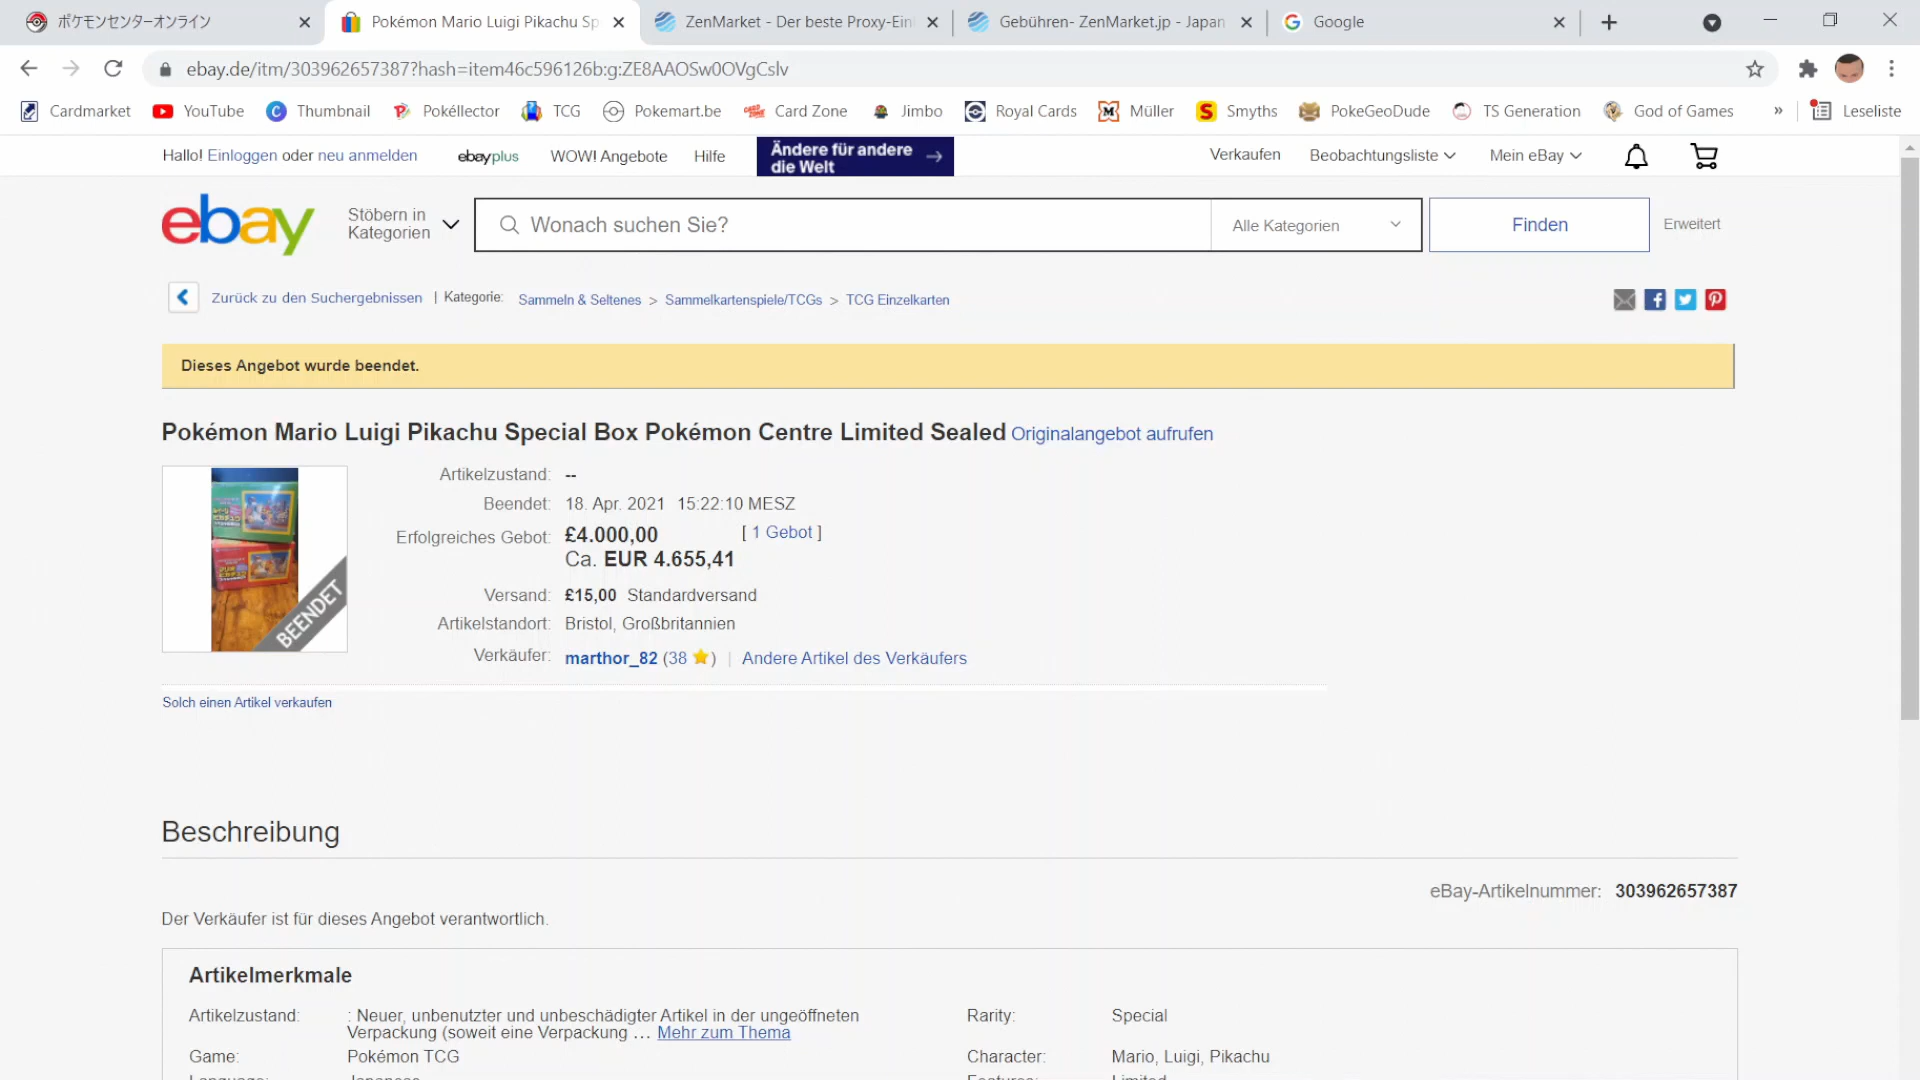 ポケモンセンターオンライン
Pokémon Mario Luigi Pikachu Sp
ZenMarket - Der beste Proxy-Ein
Gebühren- ZenMarket.jp - Japan
Google
ebay.de/itm/303962657387?hash=item46c596126b:g:ZE8AAOSw0OVgCslv
Cardmarket
YouTube
Thumbnail
Pokéllector
TCG
Pokemart.be
Card Zone
Jimbo
Royal Cards
Müller
Smyths
PokeGeoDude
TS Generation
God of Games
»
Leseliste
Hallo! Einloggen oder neu anmelden
ebayplus
WOW! Angebote
Hilfe
Ändere für andere
die Welt
Verkaufen
Beobachtungsliste
Mein eBay
ebay
Stöbern in
Kategorien
Wonach suchen Sie?
Alle Kategorien
Finden
Erweitert
Zurück zu den Suchergebnissen | Kategorie: Sammeln & Seltenes > Sammelkartenspiele/TCGs > TCG Einzelkarten
Dieses Angebot wurde beendet.
Pokémon Mario Luigi Pikachu Special Box Pokémon Centre Limited Sealed Originalangebot aufrufen
BEENDET
Artikelzustand: --
Beendet: 18. Apr. 2021 15:22:10 MESZ
Erfolgreiches Gebot: £4.000,00 [ 1 Gebot ]
Ca. EUR 4.655,41
Versand: £15,00 Standardversand
Artikelstandort: Bristol, Großbritannien
Verkäufer: marthor_82 (38 ) | Andere Artikel des Verkäufers
Solch einen Artikel verkaufen
Beschreibung
eBay-Artikelnummer: 303962657387
Der Verkäufer ist für dieses Angebot verantwortlich.
Artikelmerkmale
Artikelzustand: : Neuer, unbenutzter und unbeschädigter Artikel in der ungeöffneten
Verpackung (soweit eine Verpackung … Mehr zum Thema
Rarity: Special
Game: Pokémon TCG
Character: Mario, Luigi, Pikachu